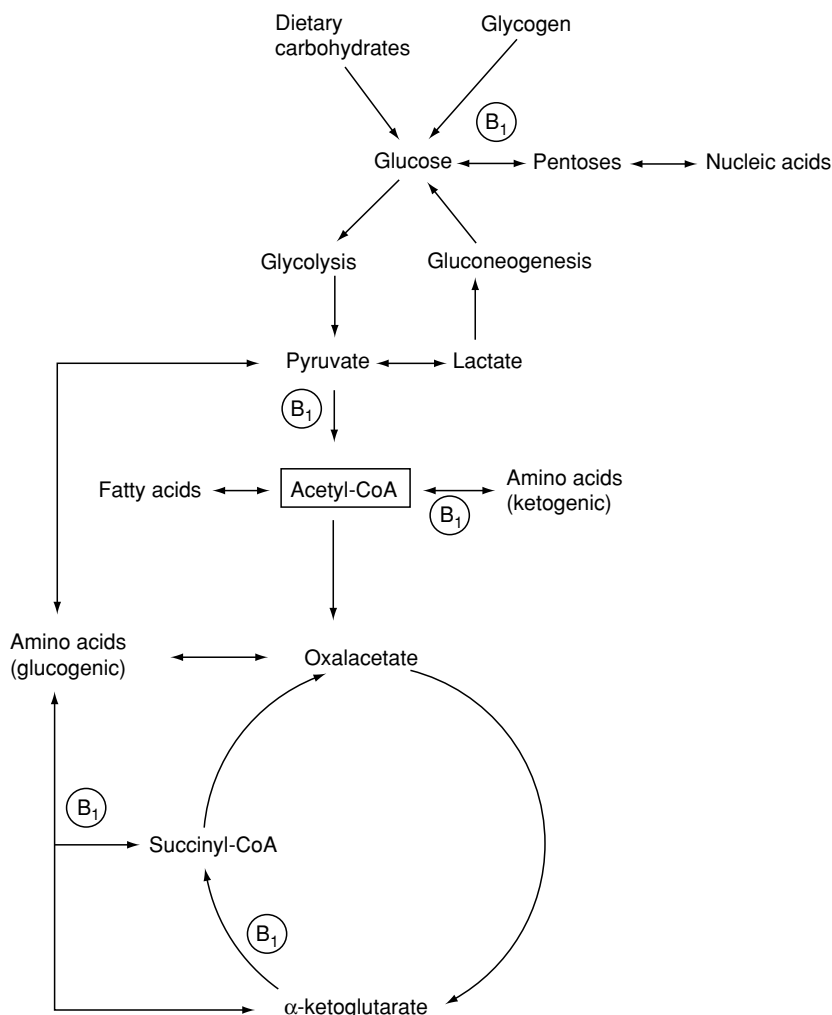 Dietary
carbohydrates
Glycogen
B₁
Glucose
Pentoses
Nucleic acids
Glycolysis
Gluconeogenesis
Pyruvate
Lactate
B₁
Fatty acids
Acetyl-CoA
Amino acids
(ketogenic)
B₁
Amino acids
(glucogenic)
Oxalacetate
B₁
Succinyl-CoA
B₁
α-ketoglutarate